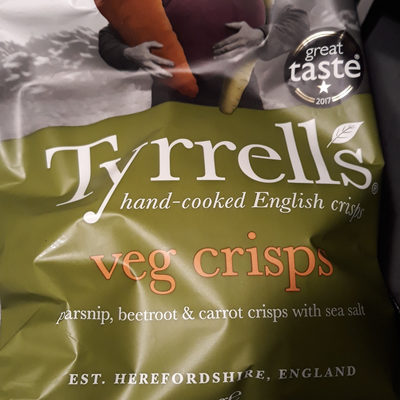 great
taste
2017
Tyrrell's®
hand-cooked English crisps
veg crisps
parsnip, beetroot & carrot crisps with sea salt
EST. HEREFORDSHIRE, ENGLAND